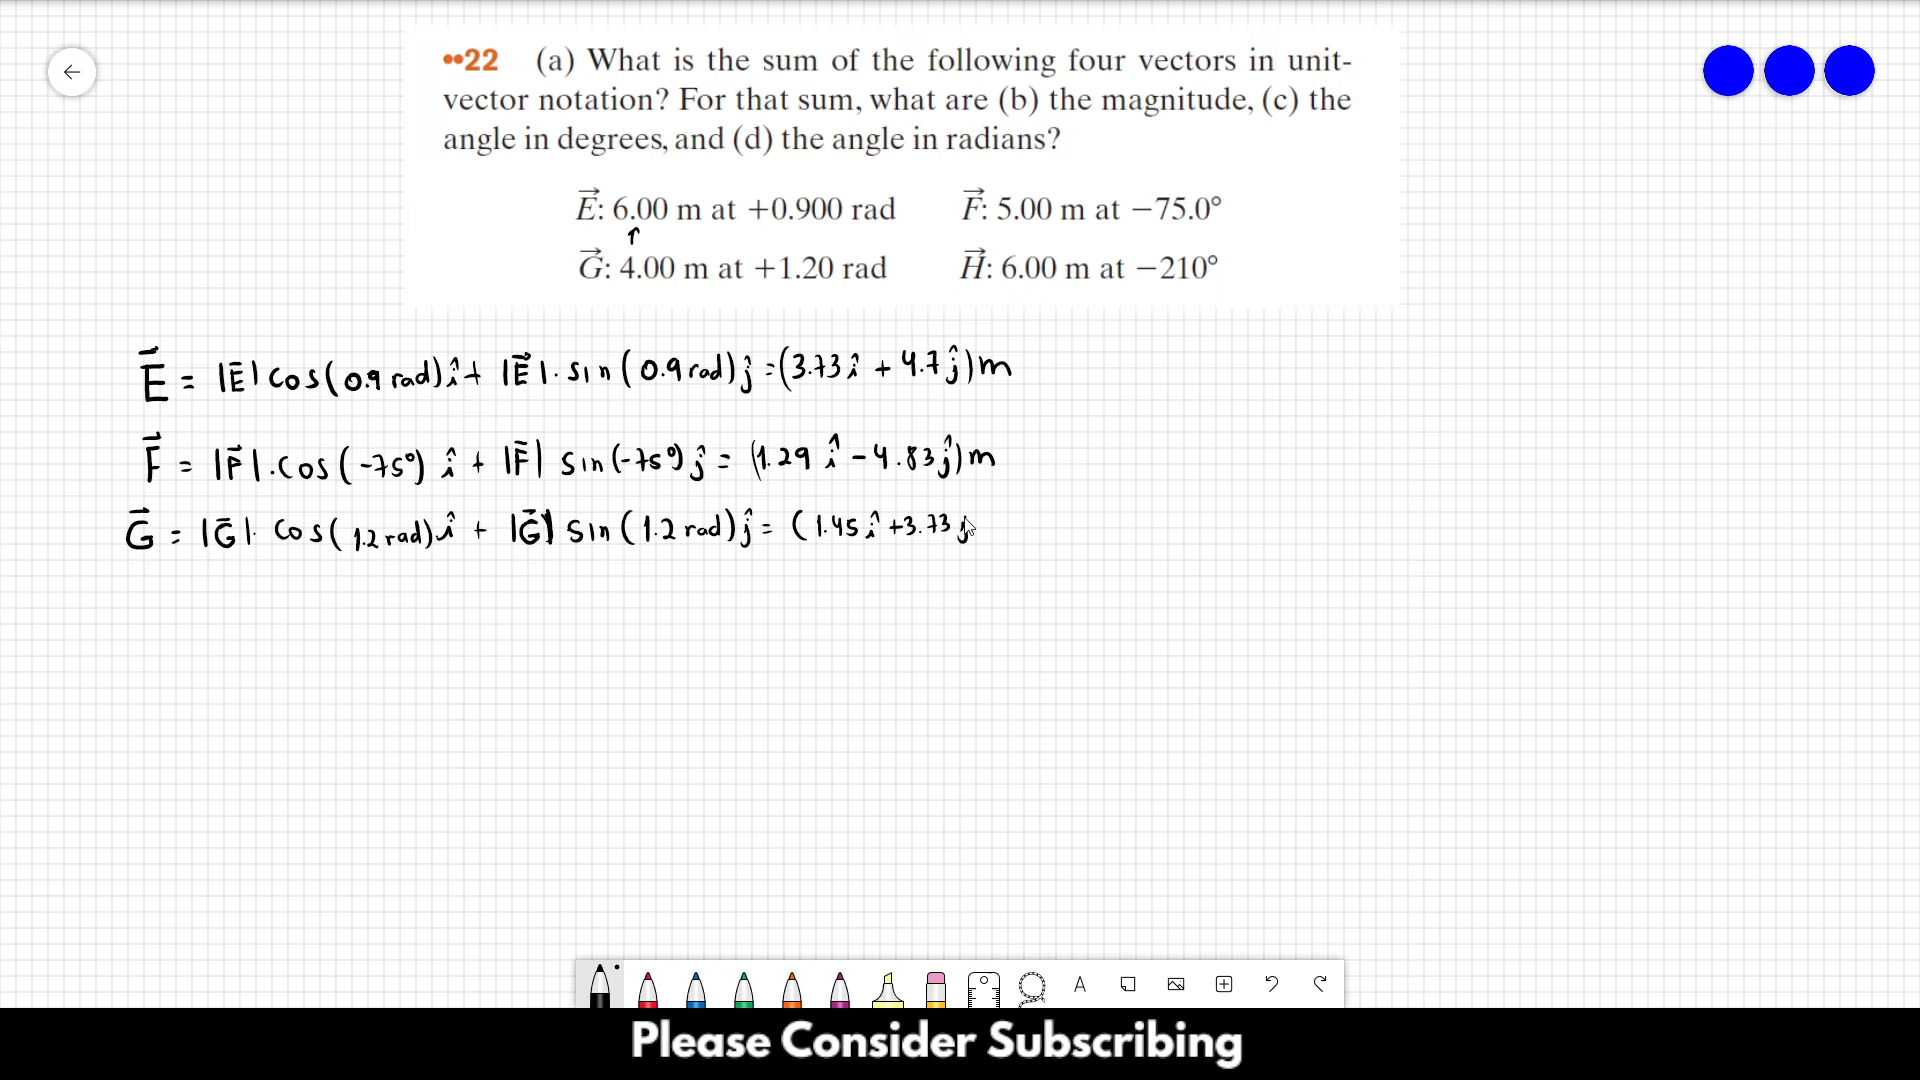 ••22 (a) What is the sum of the following four vectors in unit-
vector notation? For that sum, what are (b) the magnitude, (c) the
angle in degrees, and (d) the angle in radians?
E⃗: 6.00 m at +0.900 rad F⃗: 5.00 m at −75.0°
G⃗: 4.00 m at +1.20 rad H⃗: 6.00 m at −210°
E⃗ = |E̅| cos(0.9 rad) î + |E⃗|· sin(0.9 rad) ĵ = (3.73 î + 4.7 ĵ) m
F⃗ = |F⃗|·cos(-75°) î + |F̅| sin(-75°) ĵ = (1.29 î - 4.83 ĵ) m
G⃗ = |G̅|· cos(1.2 rad) î + |G⃗| sin(1.2 rad) ĵ = (1.45 î + 3.73 j
A
Please Consider Subscribing